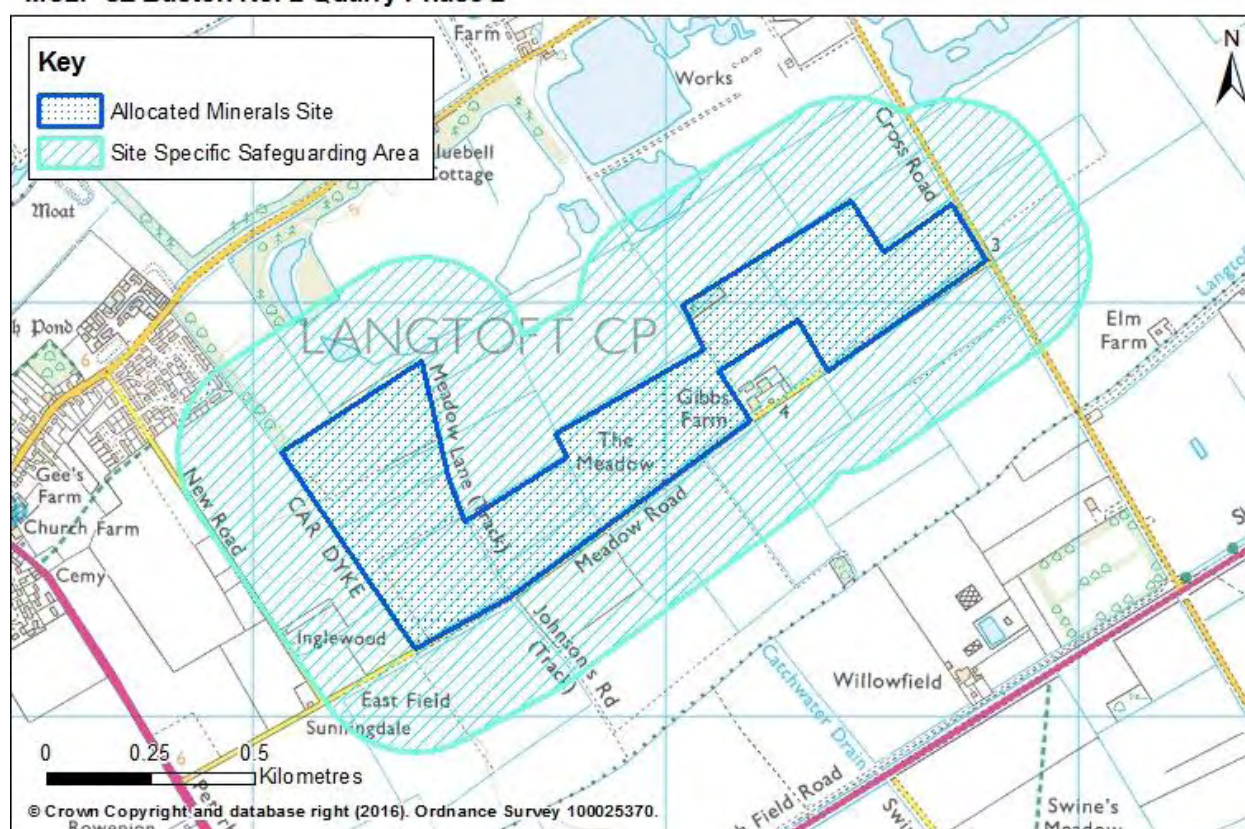 Farm
Works
N
Key
Allocated Minerals Site
Site Specific Safeguarding Area
Cottage
Moat
Cross Road
3
5
Pond
6
LANGTOFT CP
Elm
Farm
Meadow Lane (Track)
Gibbs
Farm
4
The
Meadow
Gee's
Farm
Church Farm
New Road
CAR DYKE
Meadow Road
Cemy
Inglewood
Johnson's Rd
(Track)
Catchwater
Drain
Willowfield
East Field
Sunningdale
0 0.25 0.5
Kilometres
6
Field Road
Swine's
© Crown Copyright and database right (2016). Ordnance Survey 100025370.